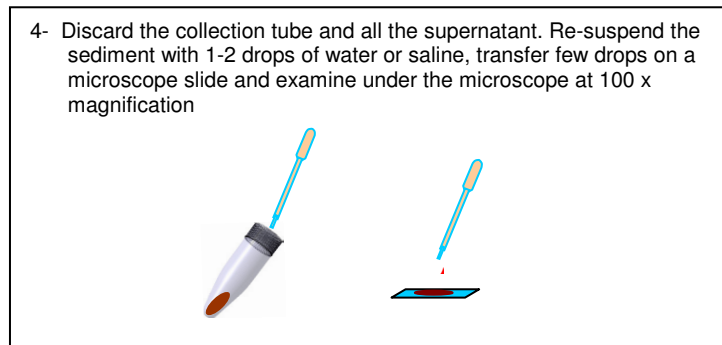 4- Discard the collection tube and all the supernatant. Re-suspend the
sediment with 1-2 drops of water or saline, transfer few drops on a
microscope slide and examine under the microscope at 100 x
magnification